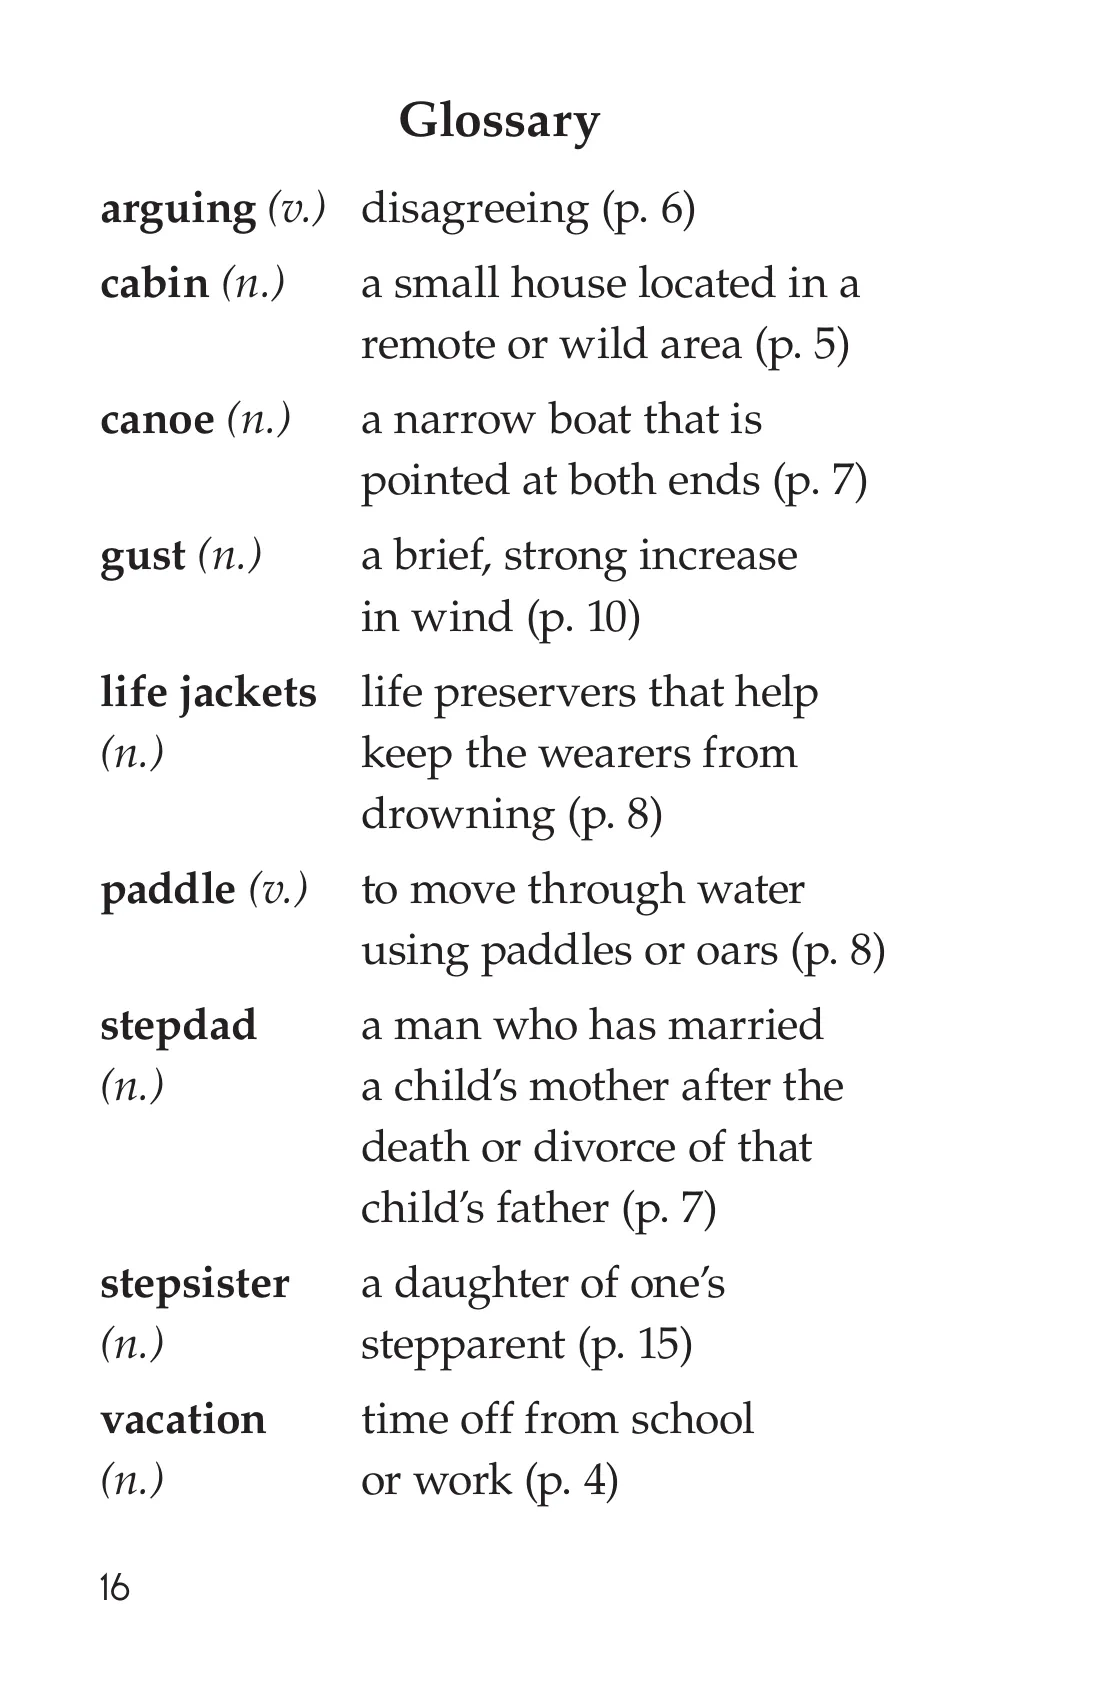 Glossary
arguing (v.) disagreeing (p. 6)
cabin (n.) a small house located in a
remote or wild area (p. 5)
canoe (n.) a narrow boat that is
pointed at both ends (p. 7)
gust (n.) a brief, strong increase
in wind (p. 10)
life jackets life preservers that help
(n.) keep the wearers from
drowning (p. 8)
paddle (v.) to move through water
using paddles or oars (p. 8)
stepdad a man who has married
(n.) a child’s mother after the
death or divorce of that
child’s father (p. 7)
stepsister a daughter of one’s
(n.) stepparent (p. 15)
vacation time off from school
(n.) or work (p. 4)
16